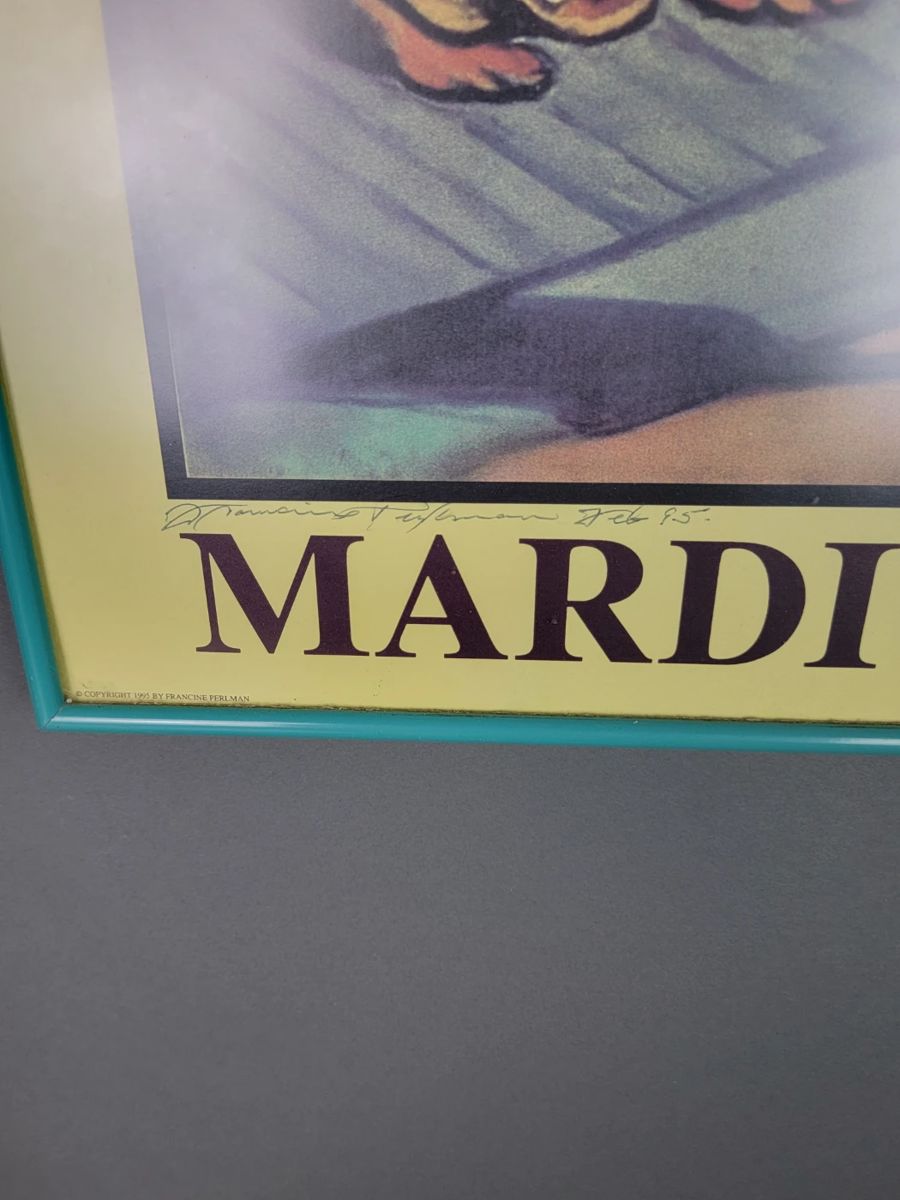 Francine Perlman Feb 95.
MARDI
© COPYRIGHT 1995 BY FRANCINE PERLMAN